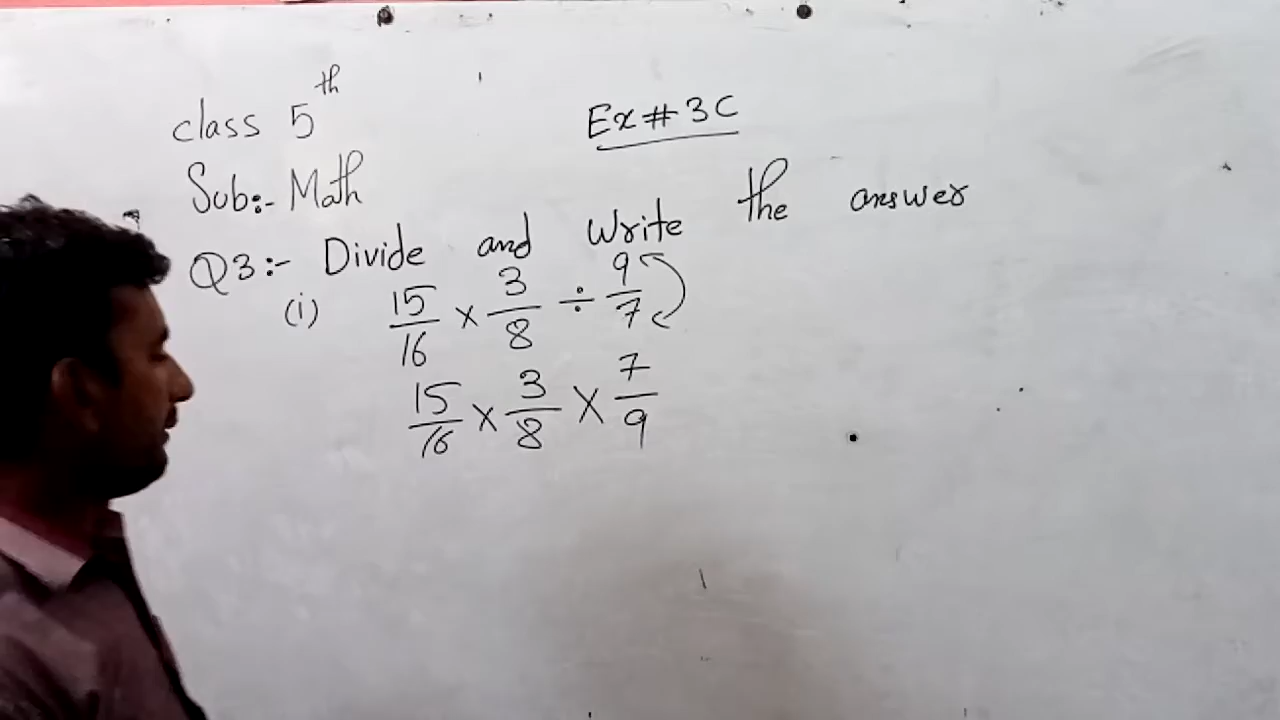 class 5th
Ex # 3C
Sub:- Math
Q3:- Divide and Write the answer
(i) 15/16 × 3/8 ÷ 9/7
15/16 × 3/8 × 7/9